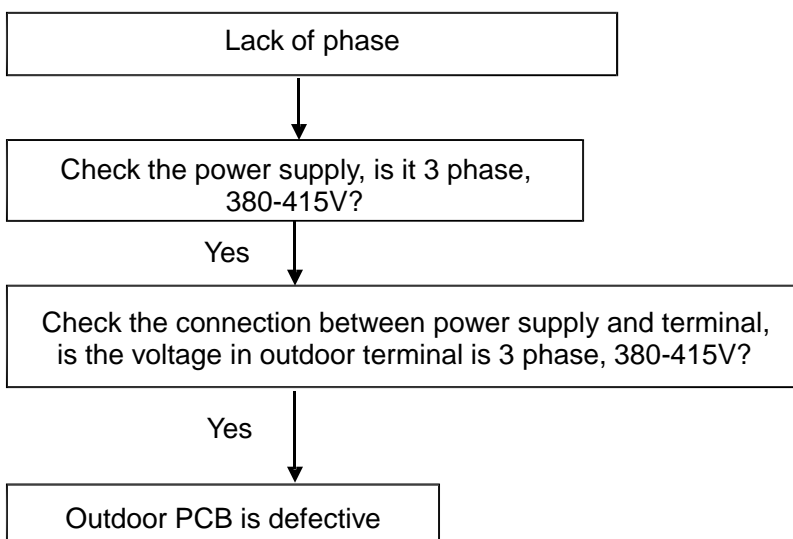 Lack of phase
Check the power supply, is it 3 phase,
380-415V?
Yes
Check the connection between power supply and terminal,
is the voltage in outdoor terminal is 3 phase, 380-415V?
Yes
Outdoor PCB is defective